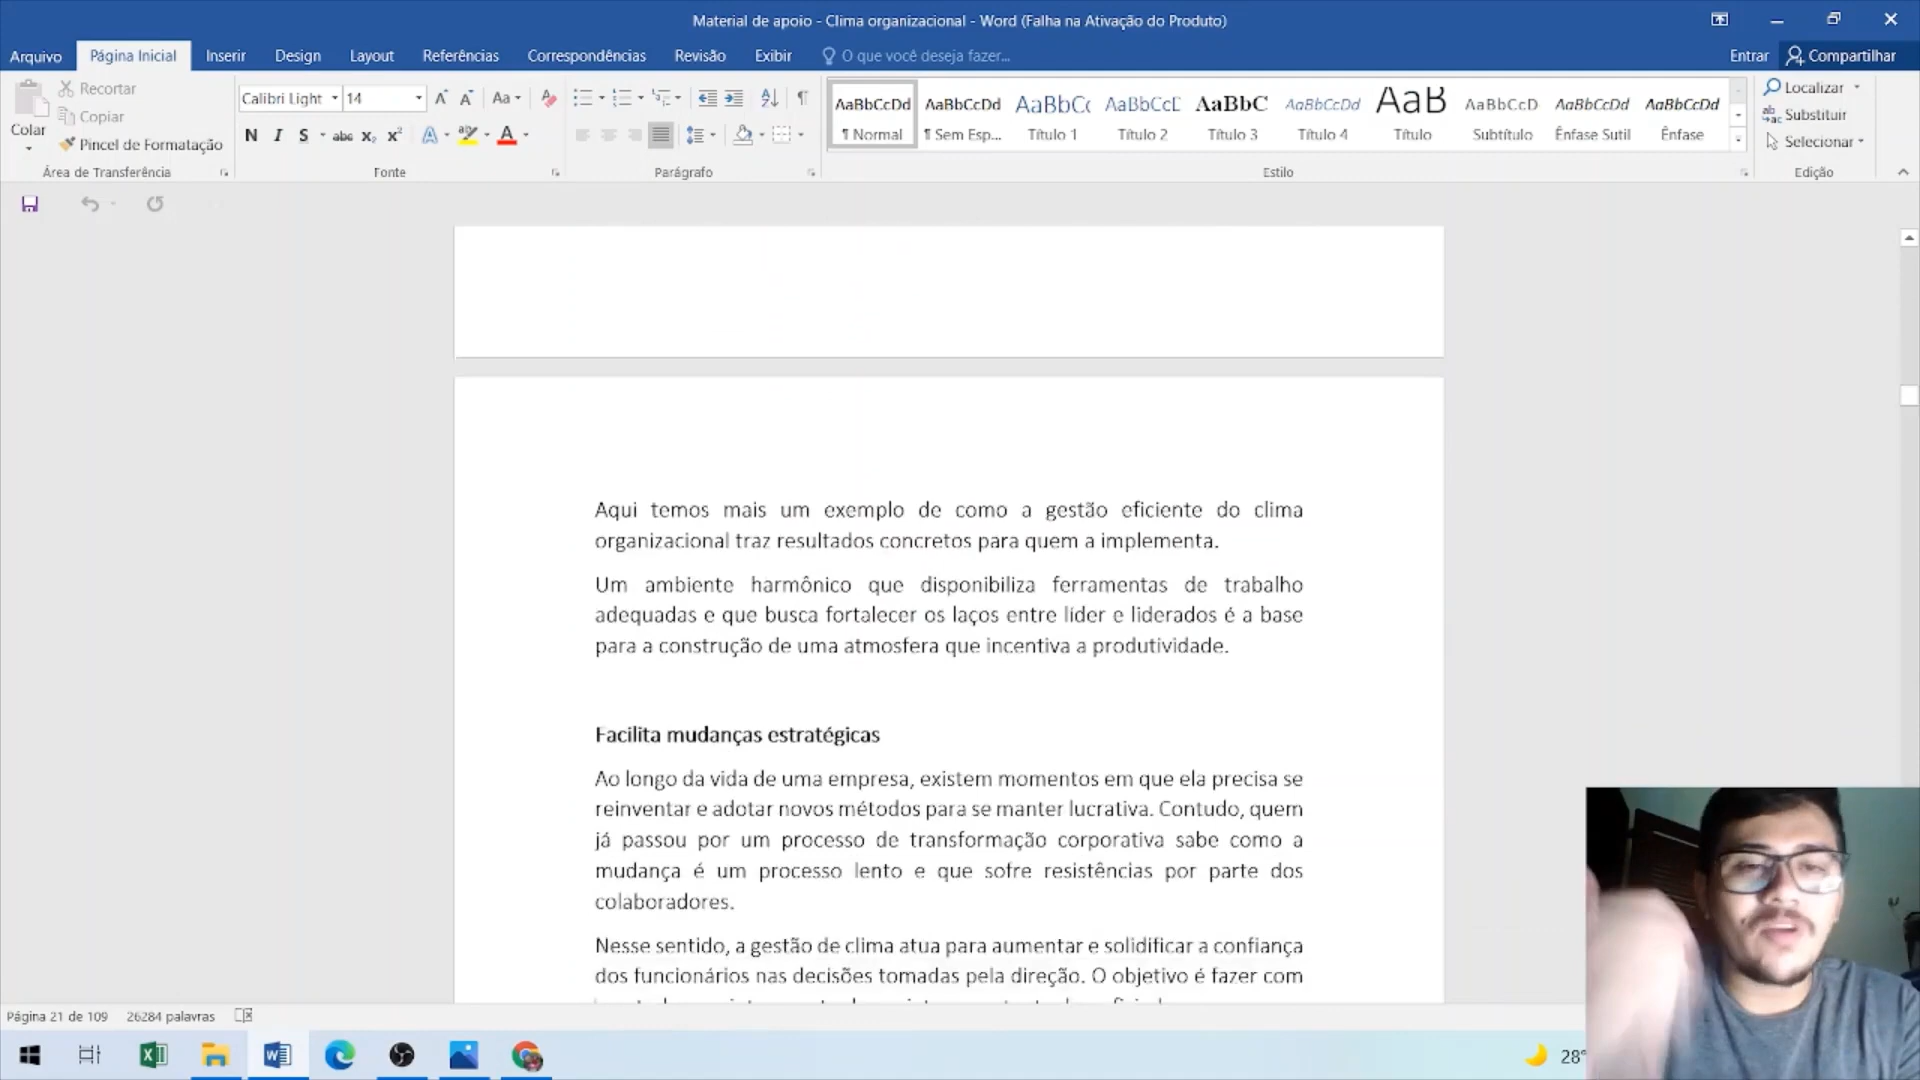 Material de apoio - Clima organizacional - Word (Falha na Ativação do Produto)
Arquivo
Página Inicial
Inserir
Design
Layout
Referências
Correspondências
Revisão
Exibir
O que você deseja fazer...
Entrar
Compartilhar
Colar
Recortar
Copiar
Pincel de Formatação
Área de Transferência
Calibri Light
14
N I S abc x₂ x²
Fonte
Parágrafo
AaBbCcDd
¶ Normal
AaBbCcDd
¶ Sem Esp...
AaBbCc
Título 1
AaBbCcE
Título 2
AaBbC
Título 3
AaBbCcDd
Título 4
AaB
Título
AaBbCcD
Subtítulo
AaBbCcDd
Ênfase Sutil
AaBbCcDd
Ênfase
Estilo
Localizar
Substituir
Selecionar
Edição
Aqui temos mais um exemplo de como a gestão eficiente do clima
organizacional traz resultados concretos para quem a implementa.
Um ambiente harmônico que disponibiliza ferramentas de trabalho
adequadas e que busca fortalecer os laços entre líder e liderados é a base
para a construção de uma atmosfera que incentiva a produtividade.
Facilita mudanças estratégicas
Ao longo da vida de uma empresa, existem momentos em que ela precisa se
reinventar e adotar novos métodos para se manter lucrativa. Contudo, quem
já passou por um processo de transformação corporativa sabe como a
mudança é um processo lento e que sofre resistências por parte dos
colaboradores.
Nesse sentido, a gestão de clima atua para aumentar e solidificar a confiança
dos funcionários nas decisões tomadas pela direção. O objetivo é fazer com
Página 21 de 109
26284 palavras
28°